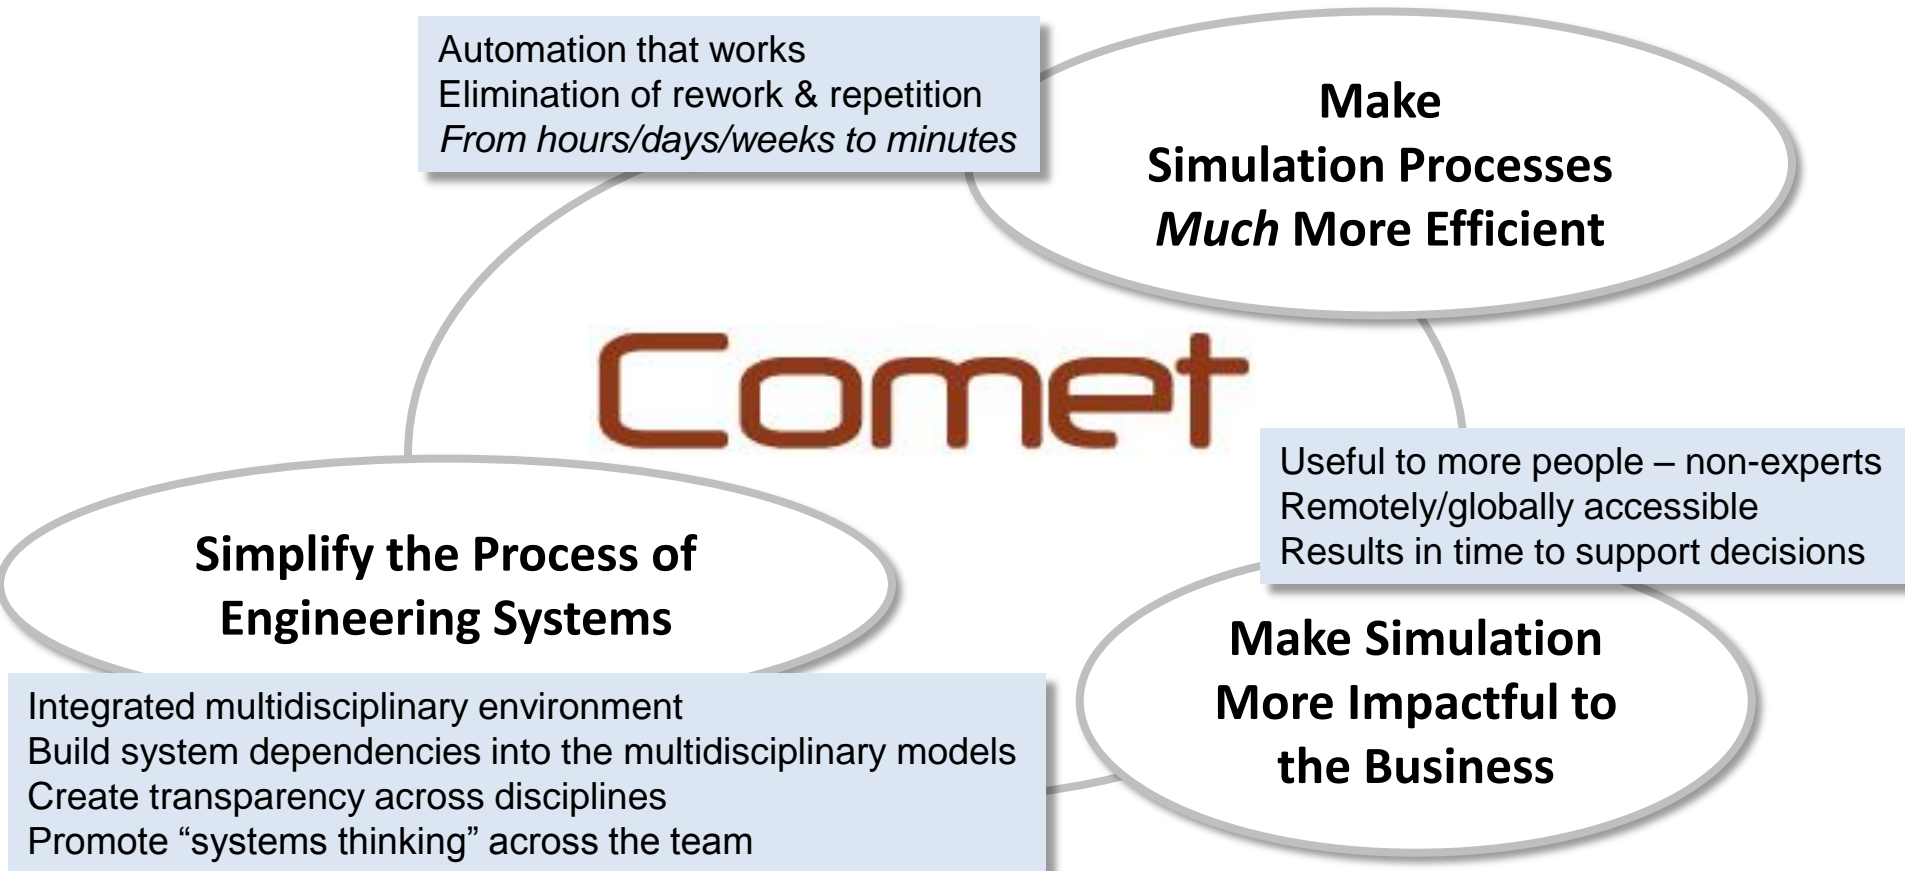 Automation that works
Elimination of rework & repetition
From hours/days/weeks to minutes
Make
Simulation Processes
Much More Efficient
Comet
Useful to more people – non-experts
Remotely/globally accessible
Results in time to support decisions
Simplify the Process of
Engineering Systems
Make Simulation
More Impactful to
the Business
Integrated multidisciplinary environment
Build system dependencies into the multidisciplinary models
Create transparency across disciplines
Promote “systems thinking” across the team